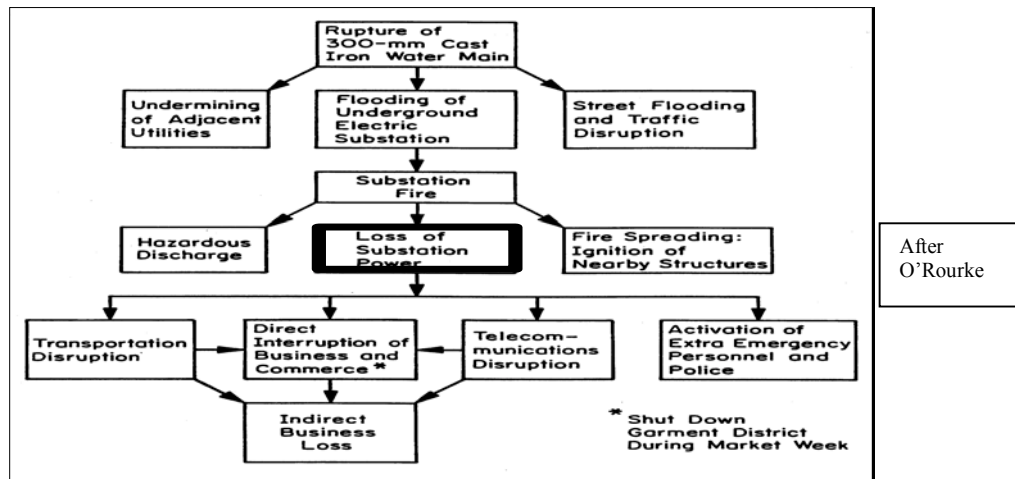 Rupture of
300-mm Cast
Iron Water Main
Undermining
of Adjacent
Utilities
Flooding of
Underground
Electric
Substation
Street Flooding
and Traffic
Disruption
Substation
Fire
Hazardous
Discharge
Loss of
Substation
Power
Fire Spreading:
Ignition of
Nearby Structures
After
O'Rourke
Transportation
Disruption
Direct
Interruption of
Business and
Commerce *
Telecom-
munications
Disruption
Activation of
Extra Emergency
Personnel and
Police
Indirect
Business
Loss
* Shut Down
Garment District
During Market Week